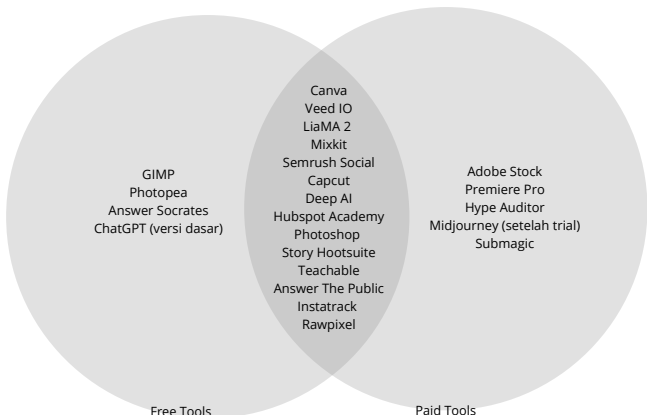 GIMP
Photopea
Answer Socrates
ChatGPT (versi dasar)
Canva
Veed IO
LiaMA 2
Mixkit
Semrush Social
Capcut
Deep AI
Hubspot Academy
Photoshop
Story Hootsuite
Teachable
Answer The Public
Instatrack
Rawpixel
Adobe Stock
Premiere Pro
Hype Auditor
Midjourney (setelah trial)
Submagic
Free Tools
Paid Tools